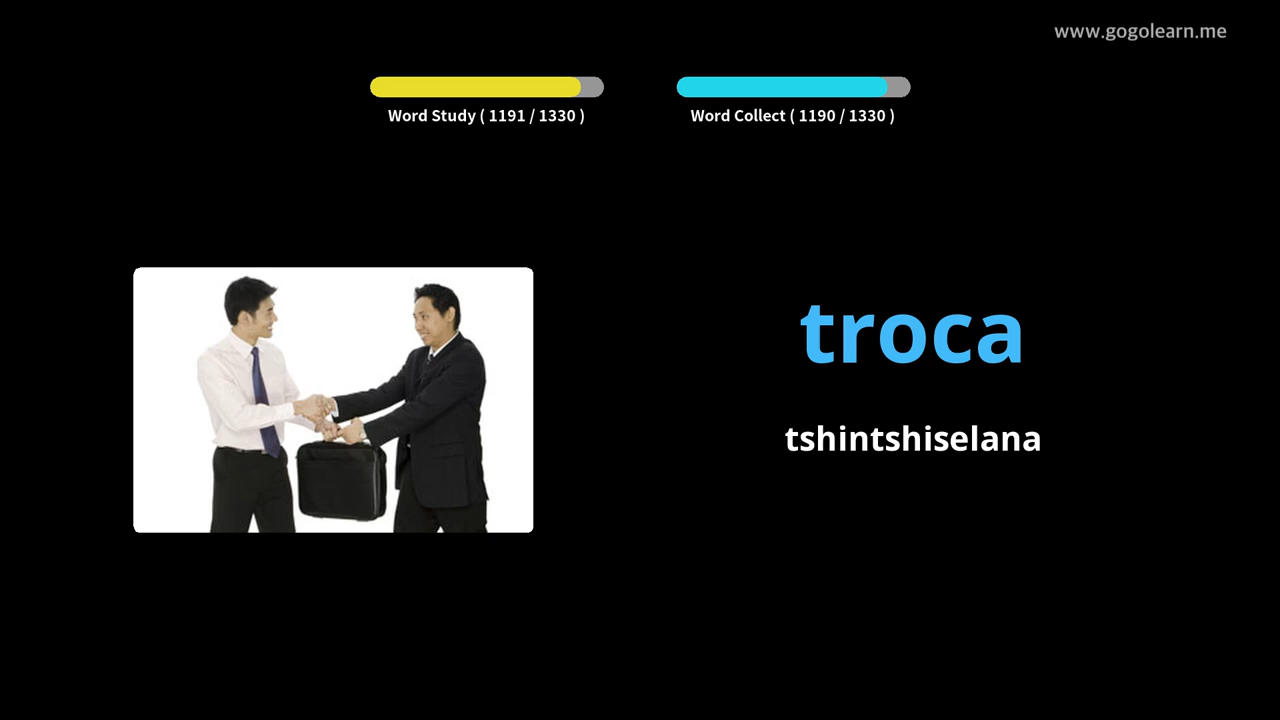 www.gogolearn.me
Word Study ( 1191 / 1330 )
Word Collect ( 1190 / 1330 )
troca
tshintshiselana